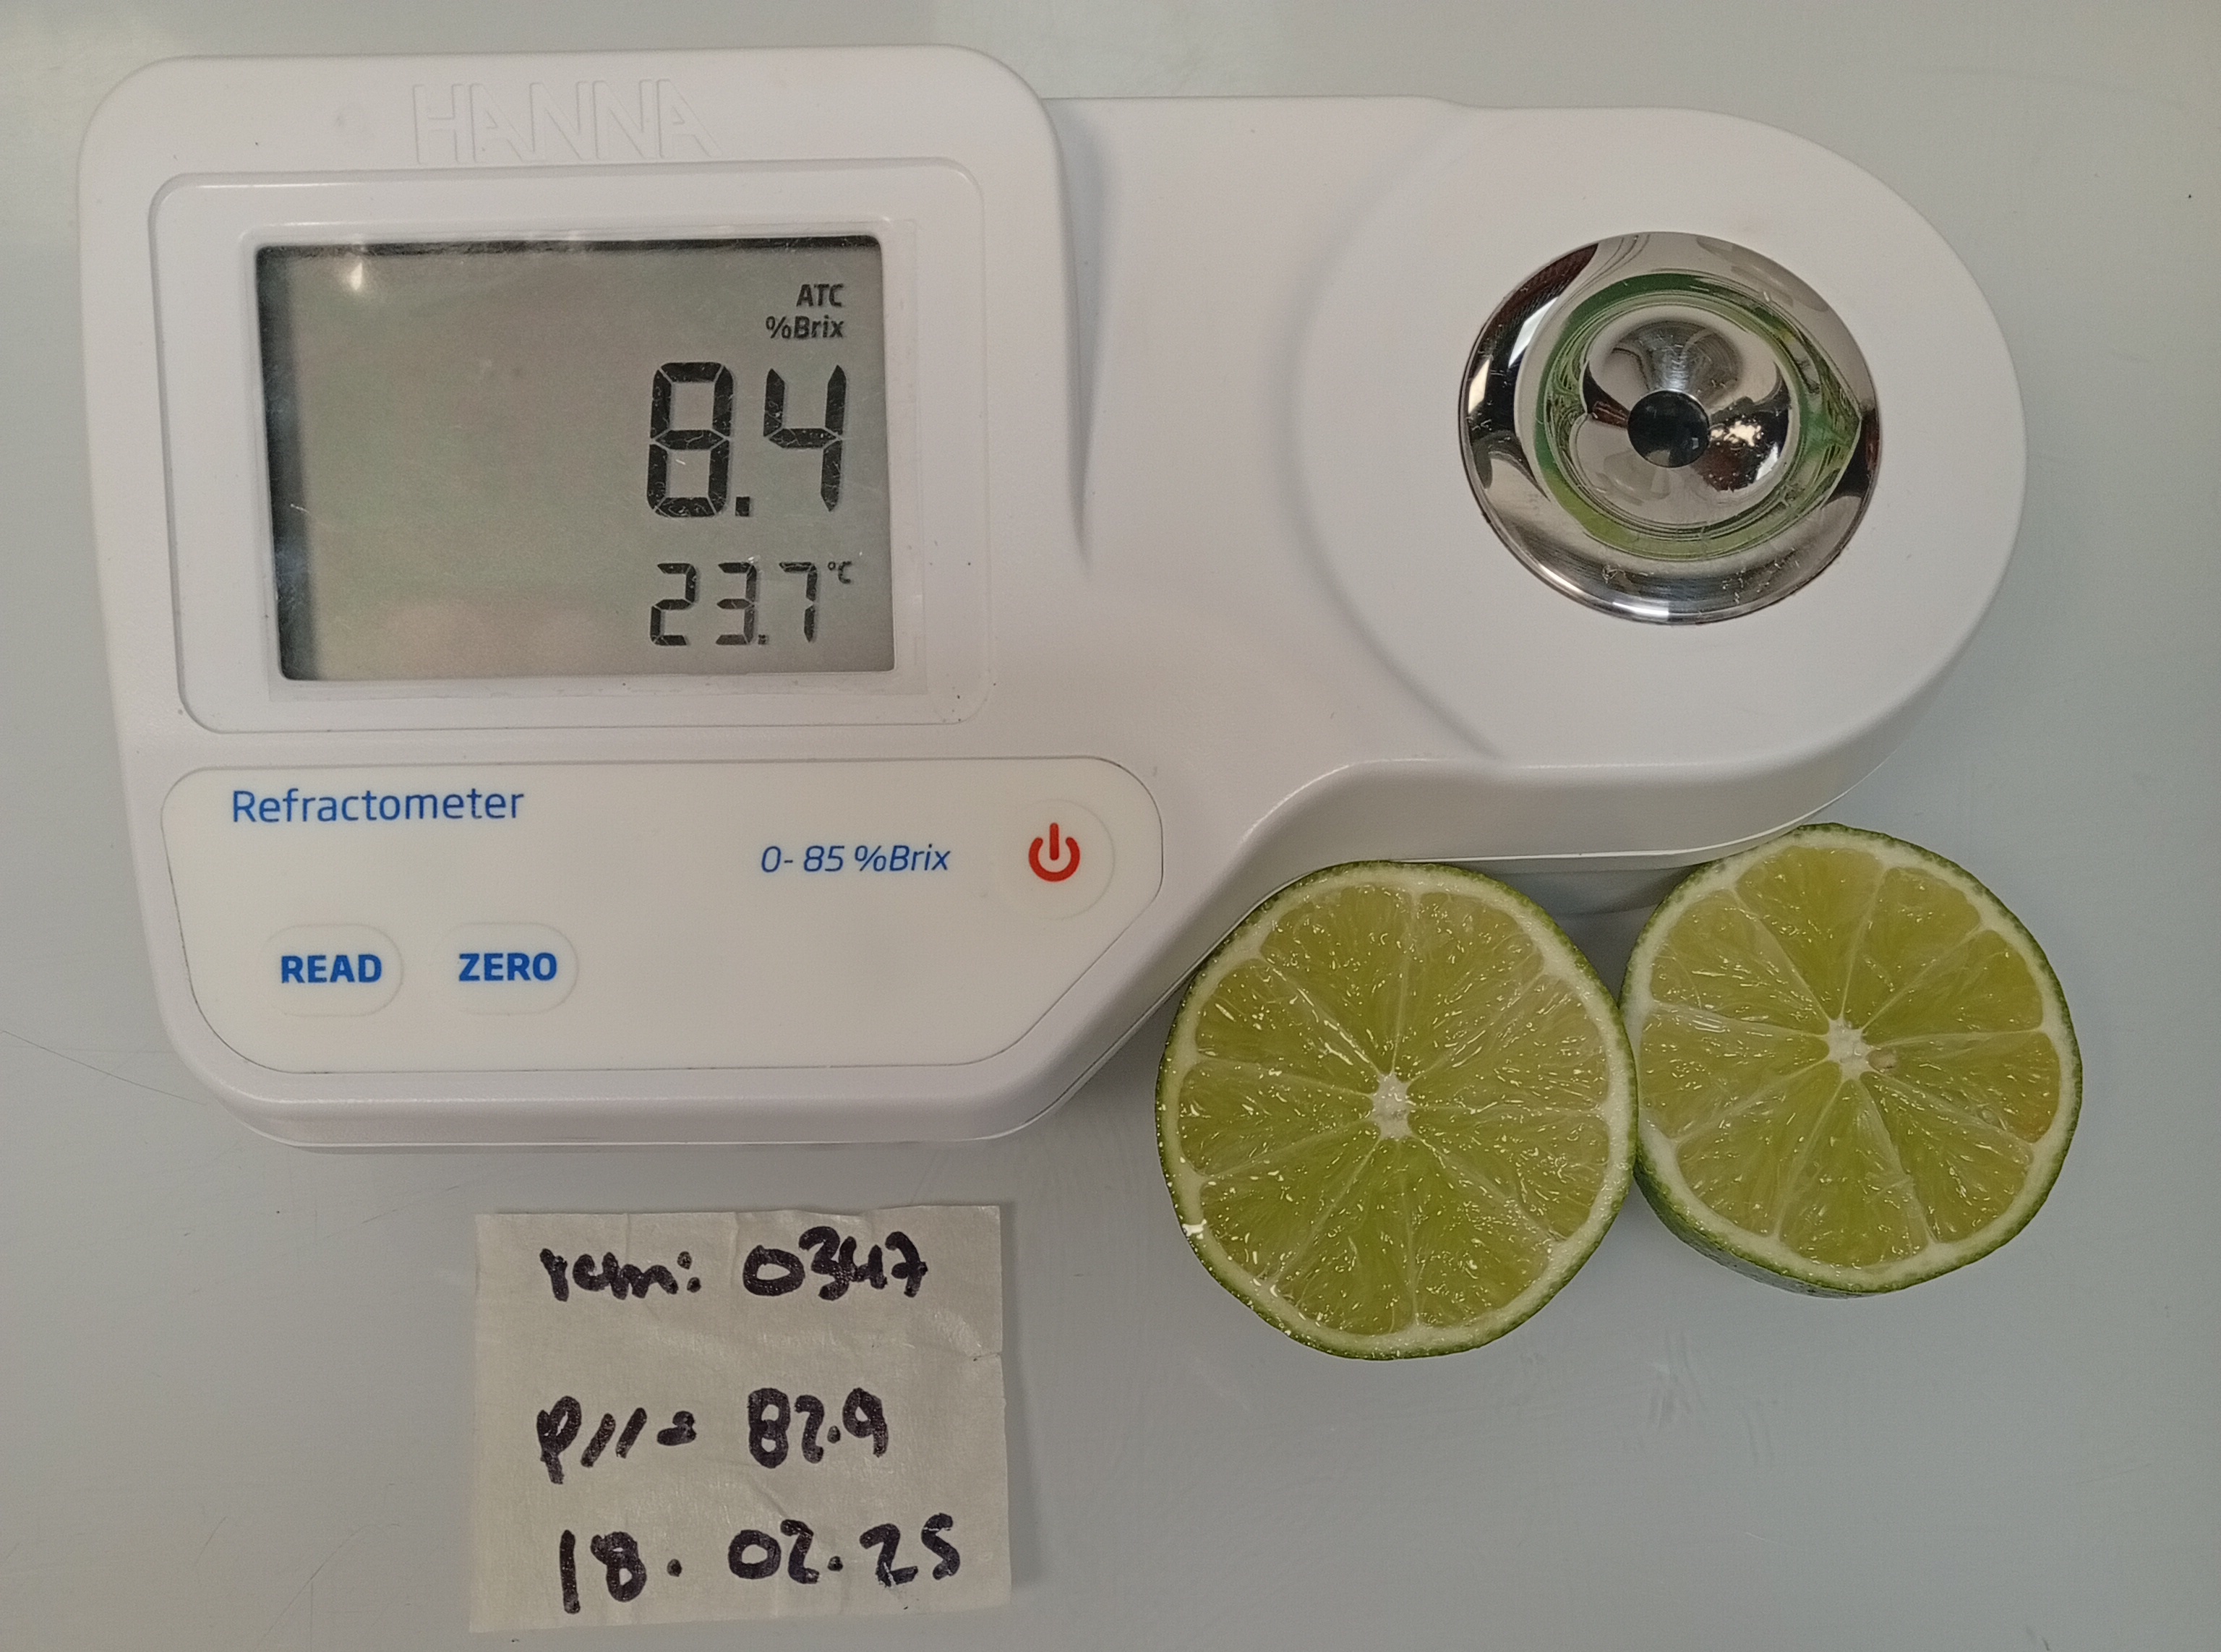 HANNA
ATC
%Brix
8.4
23.7 °C
Refractometer
0- 85 %Brix
READ
ZERO
0347
82.9
18. 02. 25